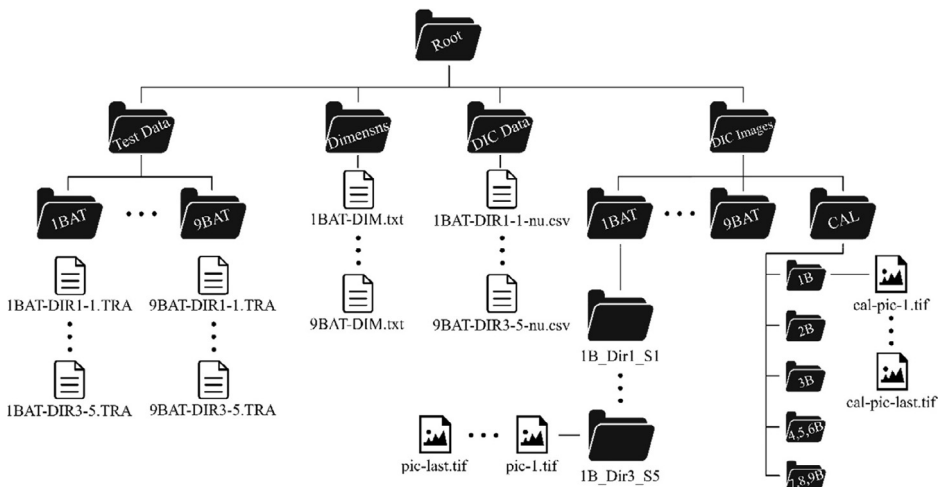 Root
Test Data
Dimensns
DIC Data
DIC Images
1BAT
9BAT
1BAT-DIM.txt
1BAT-DIR1-1-nu.csv
1BAT
9BAT
CAL
1BAT-DIR1-1.TRA
9BAT-DIR1-1.TRA
9BAT-DIM.txt
9BAT-DIR3-5-nu.csv
1B_Dir1_S1
1B
cal-pic-1.tif
2B
3B
cal-pic-last.tif
1BAT-DIR3-5.TRA
9BAT-DIR3-5.TRA
4,5,6B
pic-last.tif
pic-1.tif
1B_Dir3_S5
7,8,9B